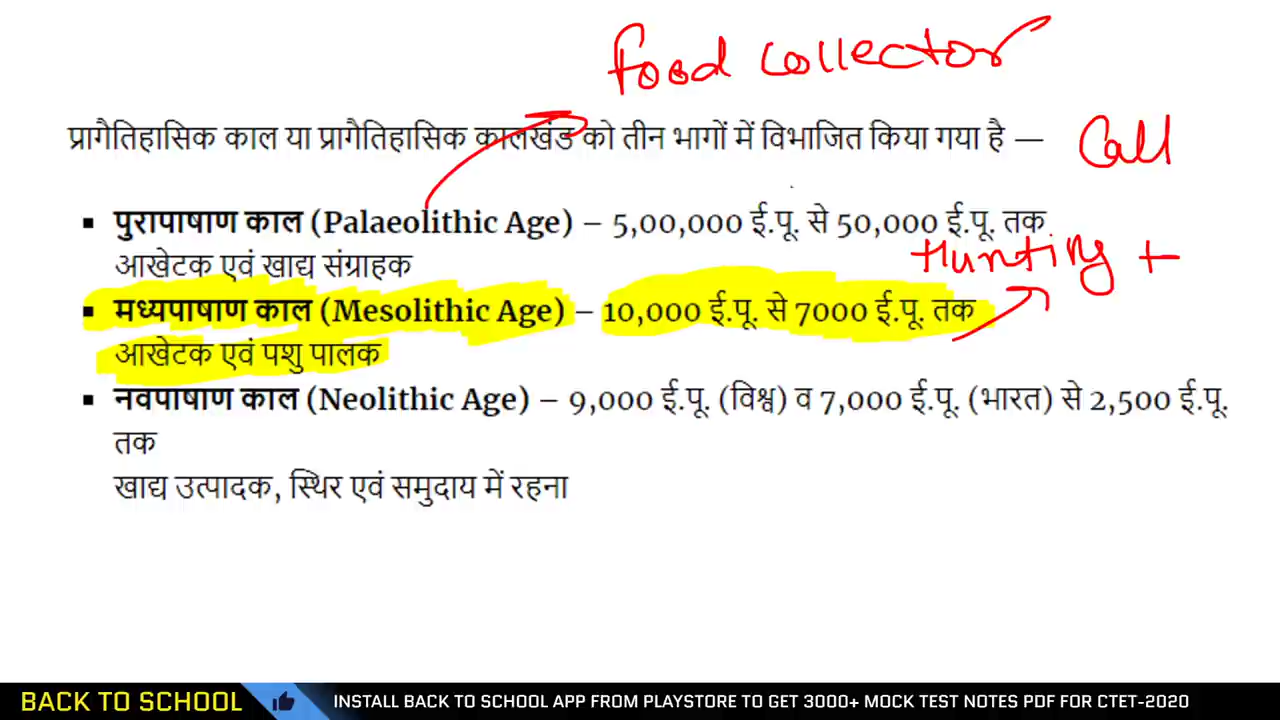 Food collector
प्रागैतिहासिक काल या प्रागैतिहासिक कालखंड को तीन भागों में विभाजित किया गया है —
Call
▪ पुरापाषाण काल (Palaeolithic Age) – 5,00,000 ई.पू. से 50,000 ई.पू. तक
आखेटक एवं खाद्य संग्राहक
Hunting +
▪ मध्यपाषाण काल (Mesolithic Age) – 10,000 ई.पू. से 7000 ई.पू. तक
आखेटक एवं पशु पालक
▪ नवपाषाण काल (Neolithic Age) – 9,000 ई.पू. (विश्व) व 7,000 ई.पू. (भारत) से 2,500 ई.पू.
तक
खाद्य उत्पादक, स्थिर एवं समुदाय में रहना
BACK TO SCHOOL INSTALL BACK TO SCHOOL APP FROM PLAYSTORE TO GET 3000+ MOCK TEST NOTES PDF FOR CTET-2020